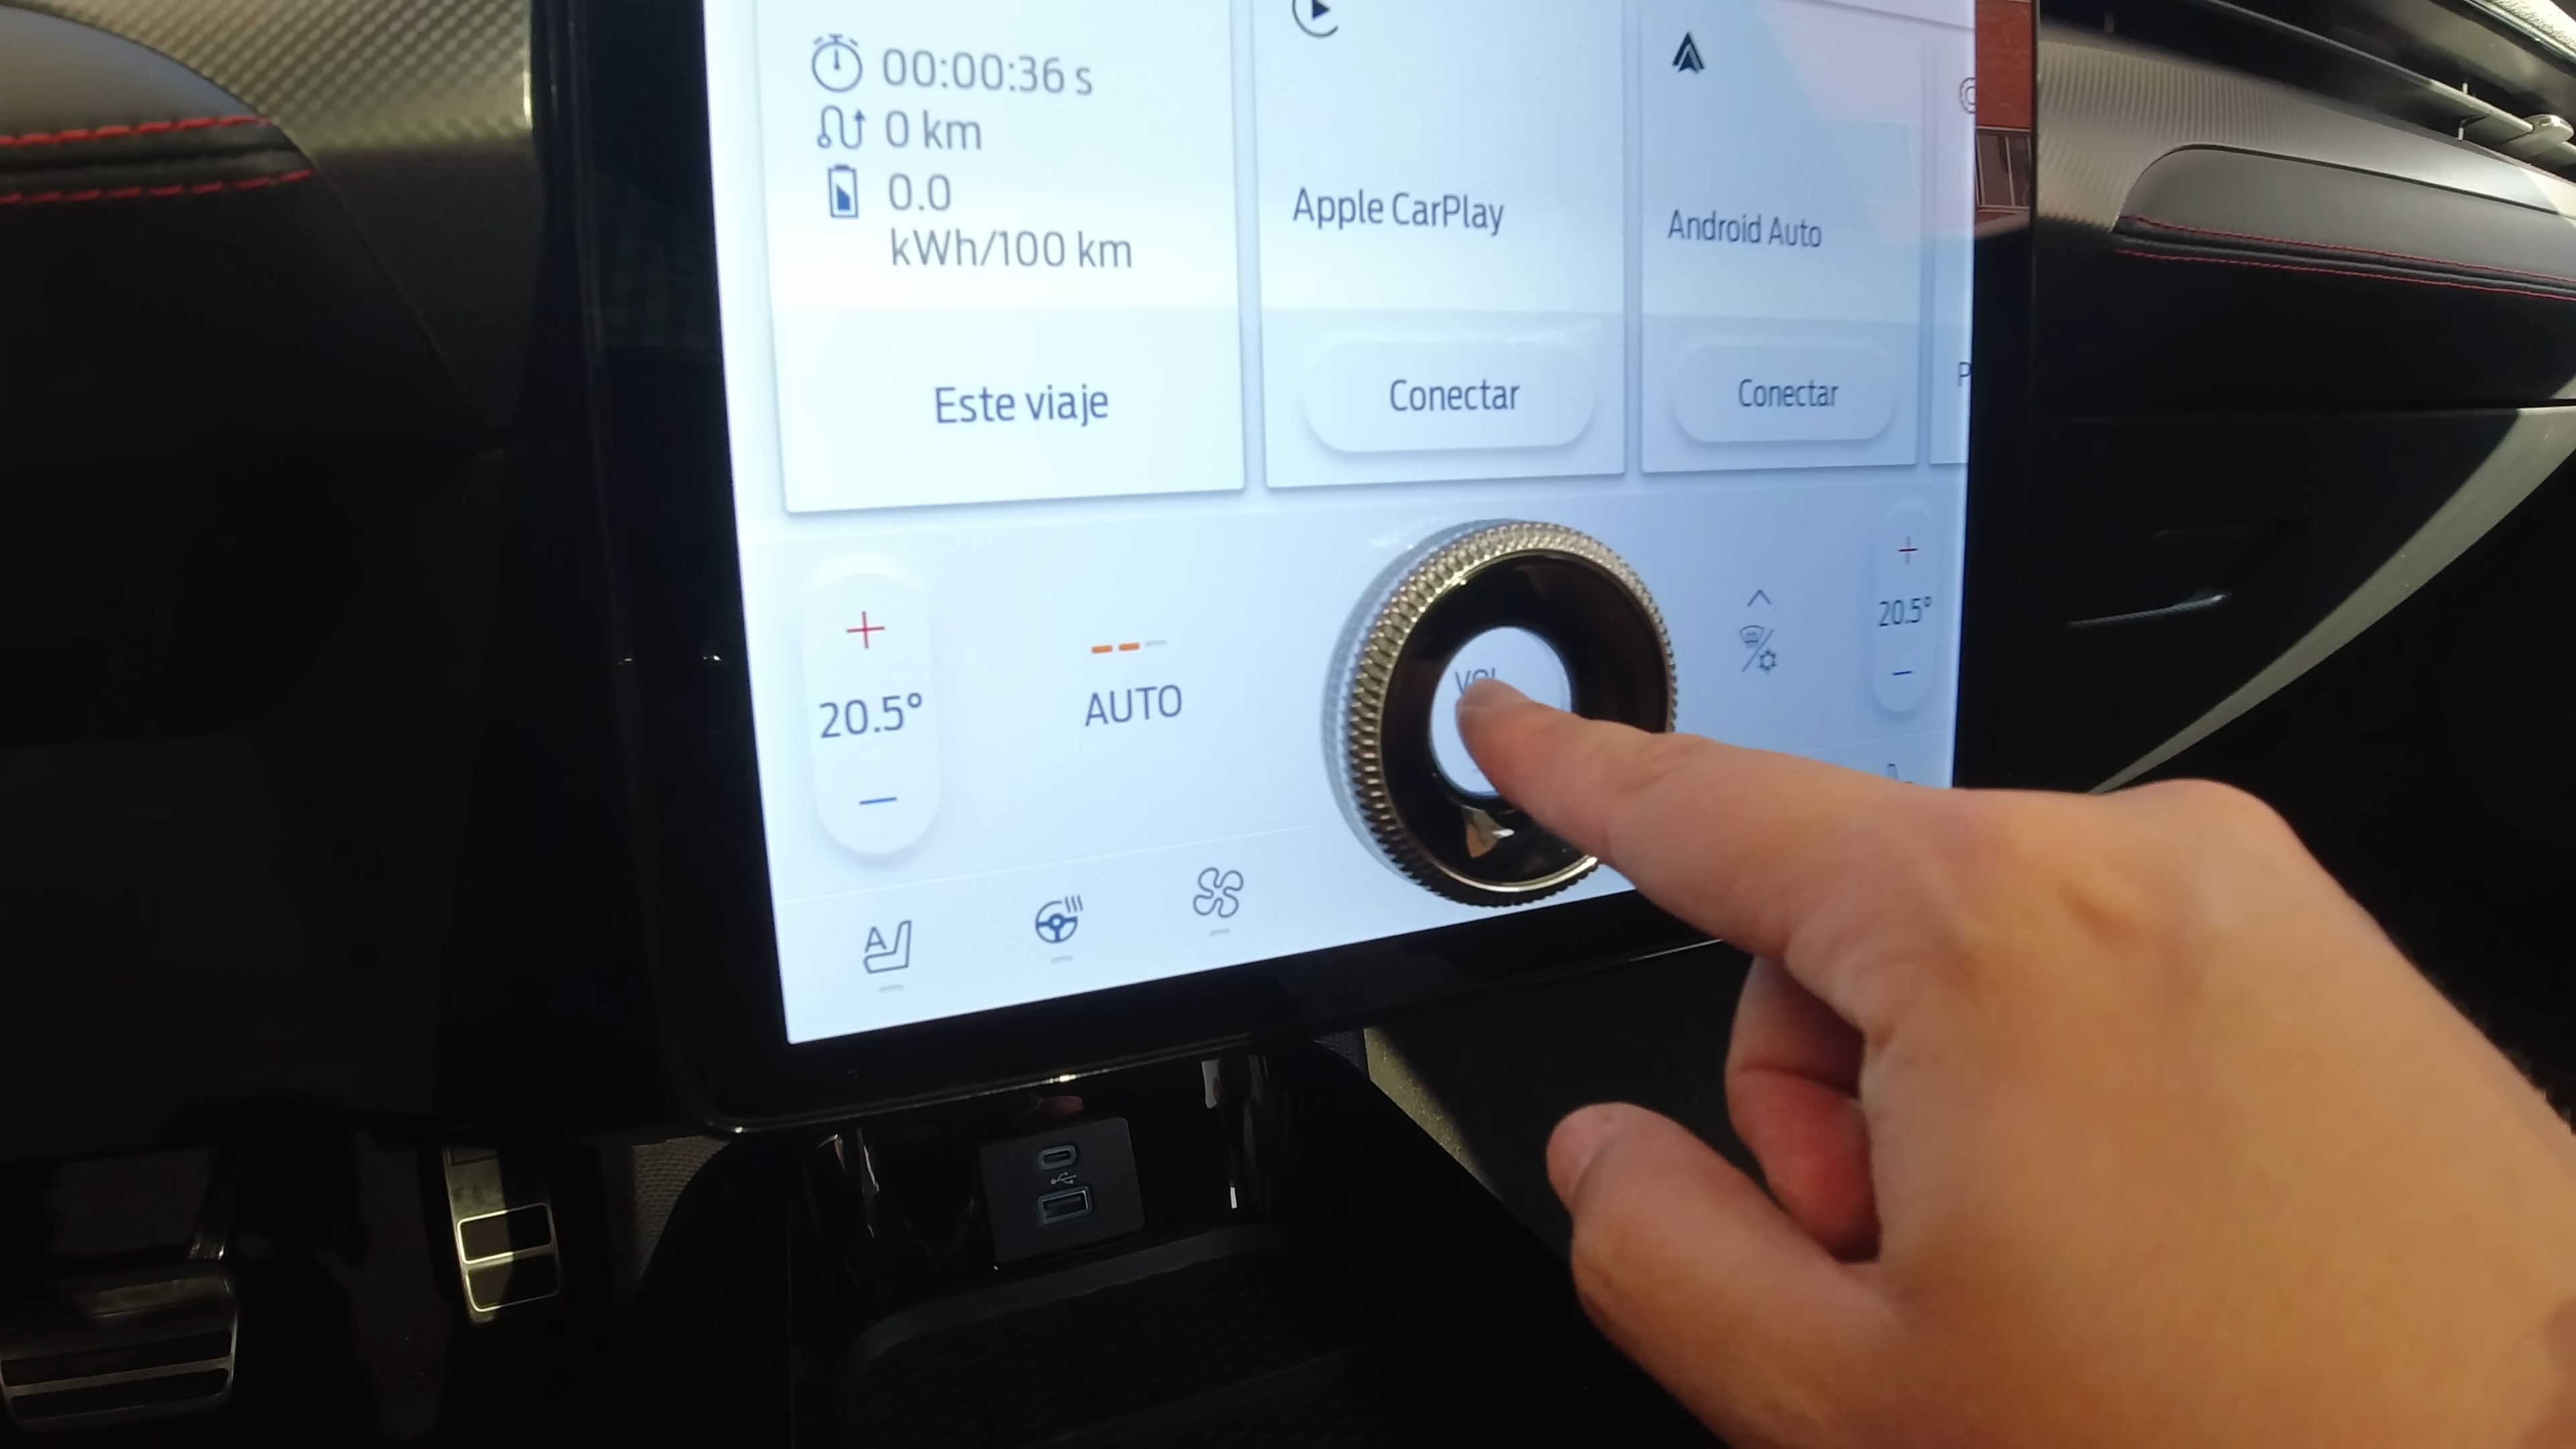 00:00:36 s
0 km
0.0
kWh/100 km
Este viaje
Apple CarPlay
Conectar
Android Auto
Conectar
P
20.5°
AUTO
VOL
20.5°
A